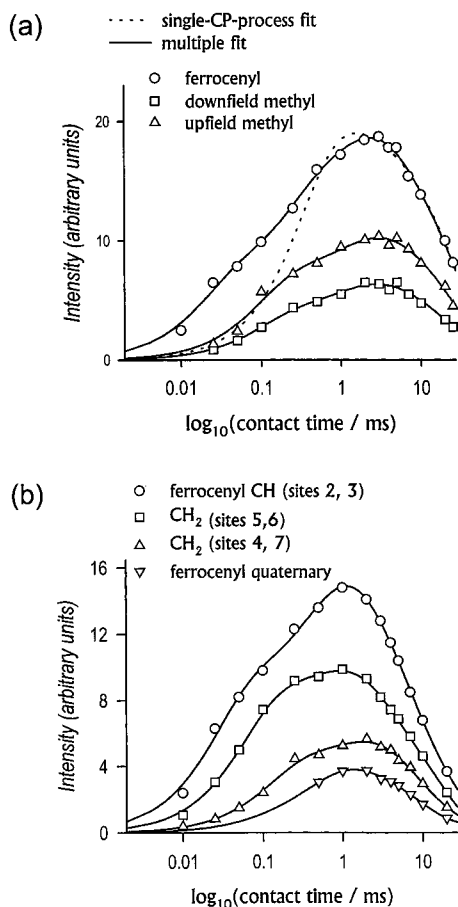 (a)
single-CP-process fit
multiple fit
ferrocenyl
downfield methyl
upfield methyl
20
10
0
Intensity (arbitrary units)
0.01 0.1 1 10
log10(contact time / ms)
(b)
ferrocenyl CH (sites 2, 3)
CH2 (sites 5,6)
CH2 (sites 4, 7)
ferrocenyl quaternary
16
12
8
4
0
Intensity (arbitrary units)
0.01 0.1 1 10
log10(contact time / ms)